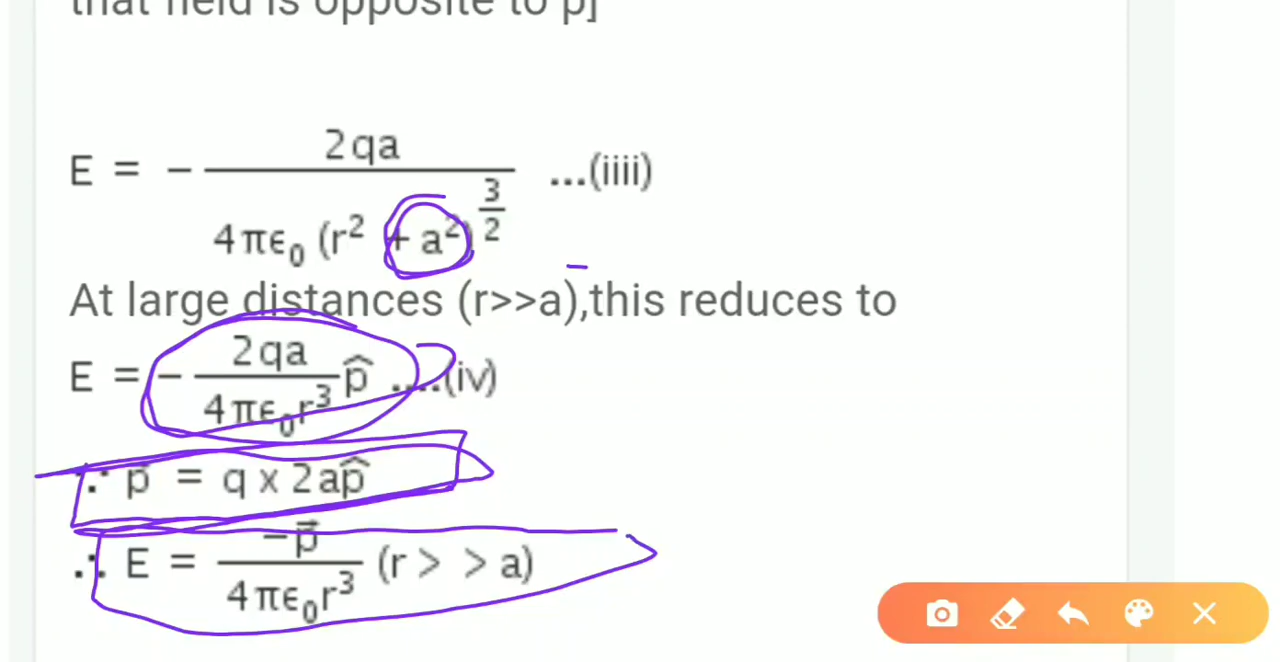 that field is opposite to p]
E = - 2qa / 4πϵ₀ (r² + a²)^(3/2) ...(iiii)
At large distances (r>>a),this reduces to
E = - 2qa / 4πϵ₀r³ p̂ ....(iv)
∵ p⃗ = q x 2ap̂
∴ E = -p⃗ / 4πϵ₀r³ (r > > a)